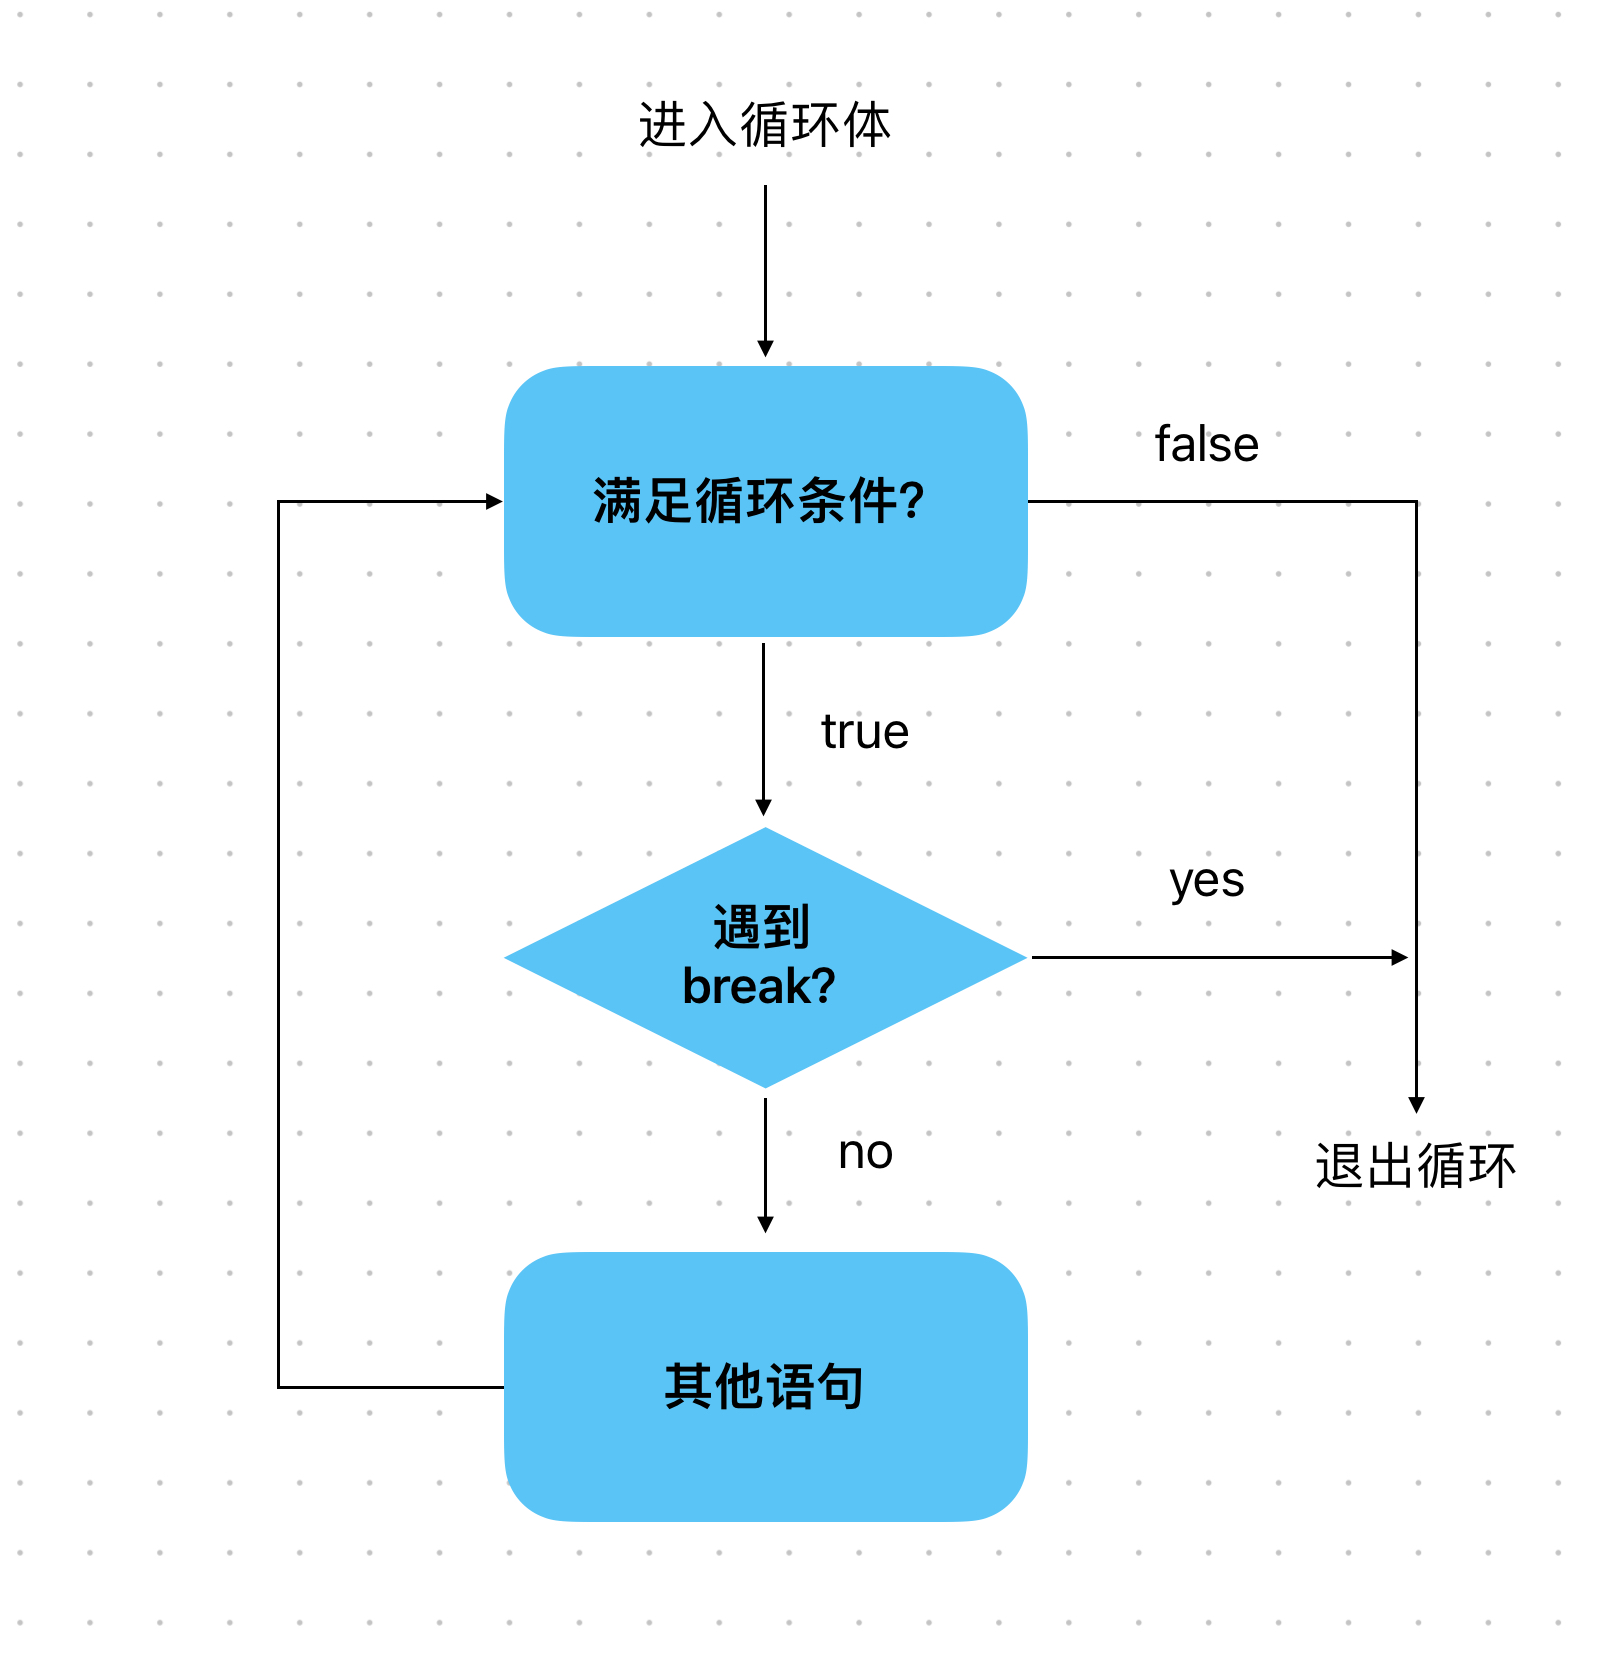 进入循环体
false
满足循环条件?
true
yes
遇到
break?
no
退出循环
其他语句